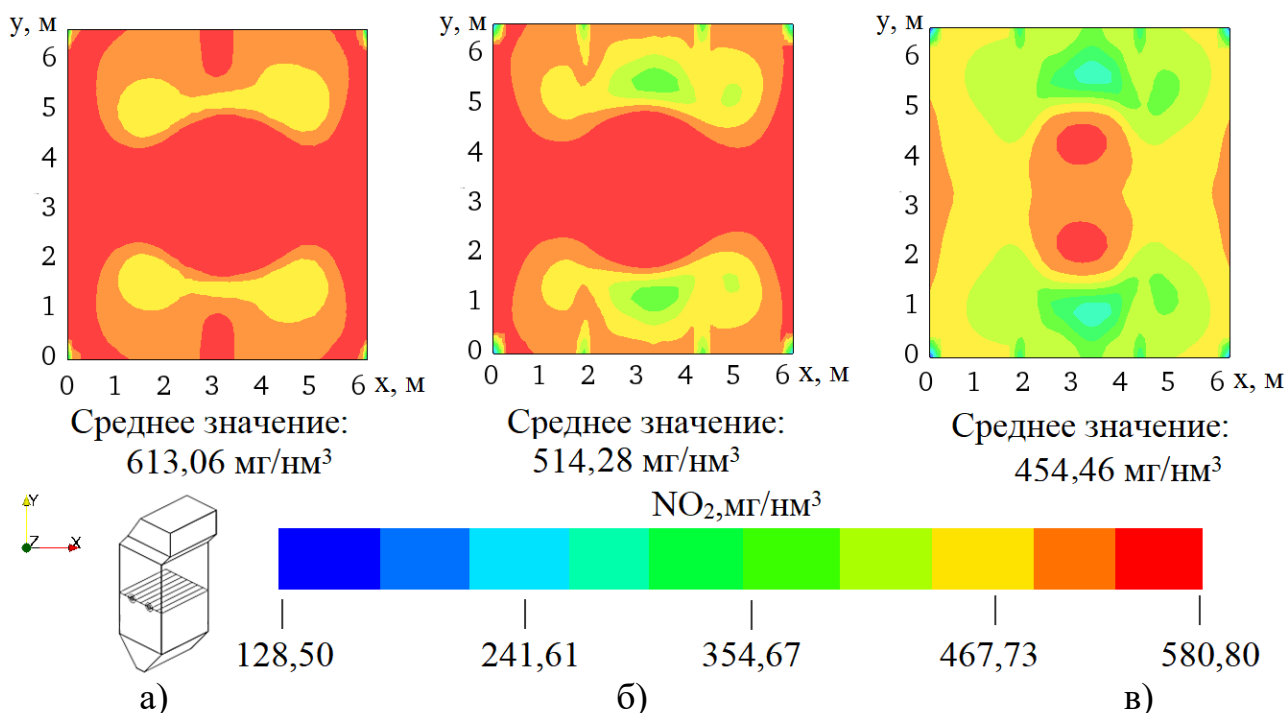 y, м
6
5
4
3
2
1
0
0 1 2 3 4 5 6 x, м
Среднее значение:
613,06 мг/нм³
y, м
6
5
4
3
2
1
0
0 1 2 3 4 5 6 x, м
Среднее значение:
514,28 мг/нм³
y, м
6
5
4
3
2
1
0
0 1 2 3 4 5 6 x, м
Среднее значение:
454,46 мг/нм³
Y
Z X
NO₂,мг/нм³
128,50 241,61 354,67 467,73 580,80
а) б) в)